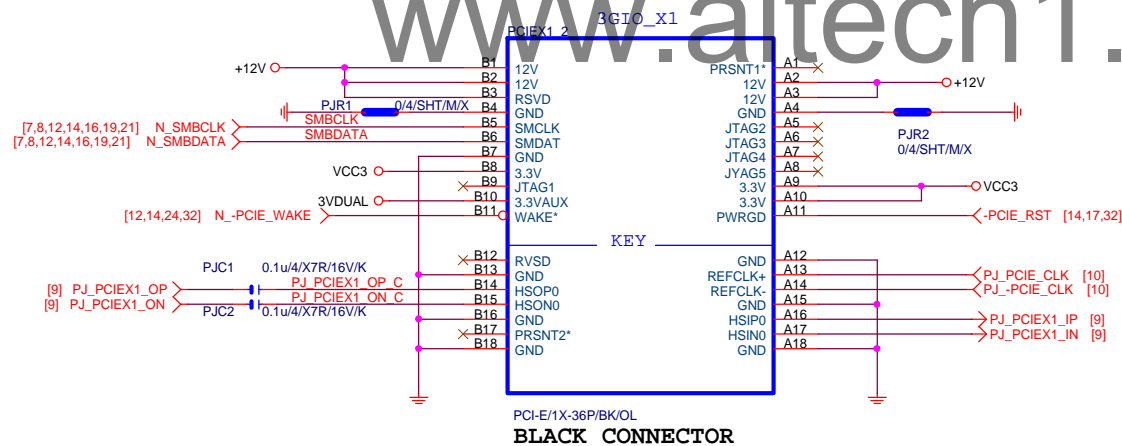 www.altech1.
3GIO_X1
PCIEX1_2
+12V B1 12V PRSNT1* A1
B2 12V 12V A2 +12V
B3 RSVD 12V A3
PJR1 0/4/SHT/M/X B4 GND GND A4
[7,8,12,14,16,19,21] N_SMBCLK SMBCLK B5 SMCLK JTAG2 A5
[7,8,12,14,16,19,21] N_SMBDATA SMBDATA B6 SMDAT JTAG3 A6 PJR2
B7 GND JTAG4 A7 0/4/SHT/M/X
VCC3 B8 3.3V JYAG5 A8
B9 JTAG1 3.3V A9 VCC3
3VDUAL B10 3.3VAUX 3.3V A10
[12,14,24,32] N_-PCIE_WAKE B11 WAKE* PWRGD A11 -PCIE_RST [14,17,32]
KEY
B12 RVSD GND A12
PJC1 0.1u/4/X7R/16V/K B13 GND REFCLK+ A13 PJ_PCIE_CLK [10]
[9] PJ_PCIEX1_OP PJ_PCIEX1_OP_C B14 HSOP0 REFCLK- A14 PJ_-PCIE_CLK [10]
[9] PJ_PCIEX1_ON PJ_PCIEX1_ON_C B15 HSON0 GND A15
PJC2 0.1u/4/X7R/16V/K B16 GND HSIP0 A16 PJ_PCIEX1_IP [9]
B17 PRSNT2* HSIN0 A17 PJ_PCIEX1_IN [9]
B18 GND GND A18
PCI-E/1X-36P/BK/OL
BLACK CONNECTOR